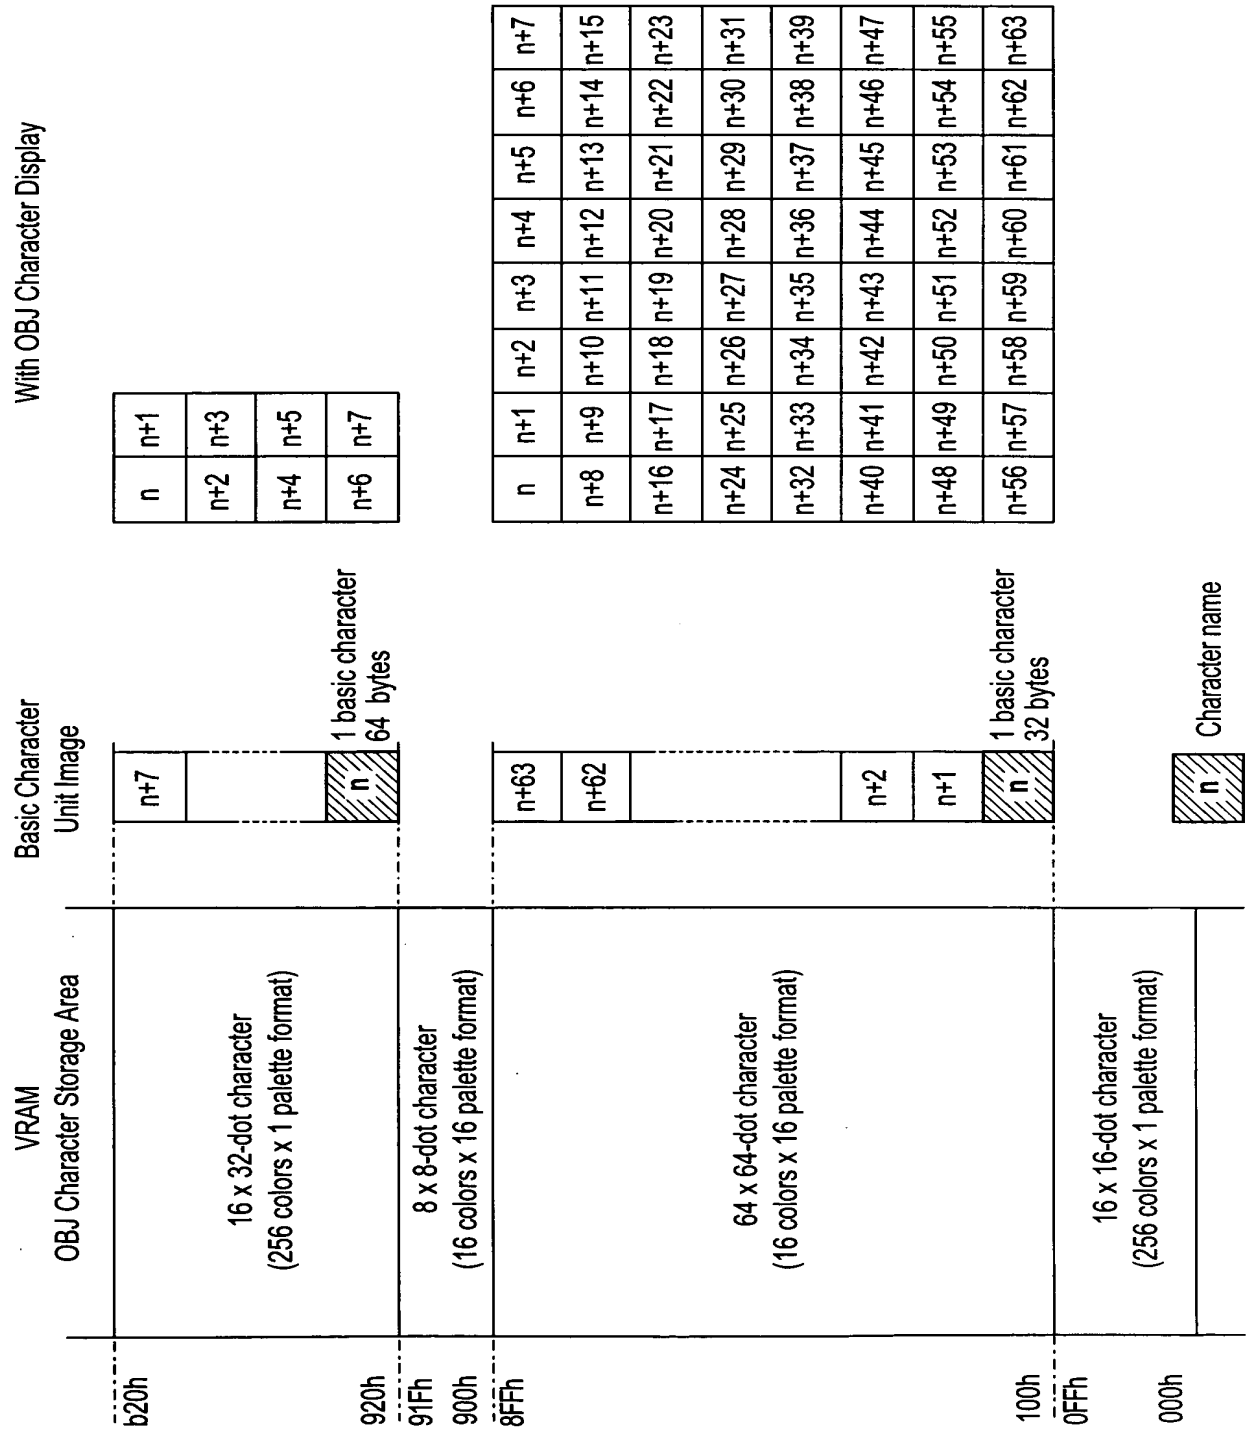 VRAM
OBJ Character Storage Area
Basic Character
Unit Image
With OBJ Character Display
b20h
16 x 32-dot character
(256 colors x 1 palette format)
920h
91Fh
8 x 8-dot character
(16 colors x 16 palette format)
900h
8FFh
64 x 64-dot character
(16 colors x 16 palette format)
100h
0FFh
16 x 16-dot character
(256 colors x 1 palette format)
000h
n+7
n
1 basic character
64 bytes
n+63
n+62
n+2
n+1
n
1 basic character
32 bytes
n
Character name
n n+1
n+2 n+3
n+4 n+5
n+6 n+7
n n+1 n+2 n+3 n+4 n+5 n+6 n+7
n+8 n+9 n+10 n+11 n+12 n+13 n+14 n+15
n+16 n+17 n+18 n+19 n+20 n+21 n+22 n+23
n+24 n+25 n+26 n+27 n+28 n+29 n+30 n+31
n+32 n+33 n+34 n+35 n+36 n+37 n+38 n+39
n+40 n+41 n+42 n+43 n+44 n+45 n+46 n+47
n+48 n+49 n+50 n+51 n+52 n+53 n+54 n+55
n+56 n+57 n+58 n+59 n+60 n+61 n+62 n+63